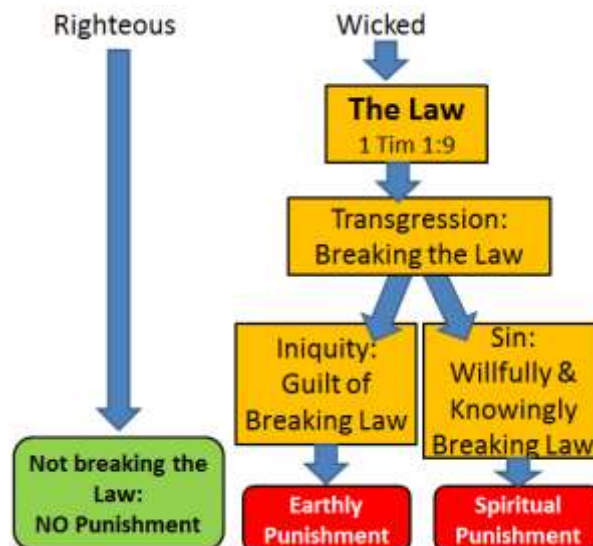 Righteous
Wicked
The Law
1 Tim 1:9
Transgression:
Breaking the Law
Iniquity:
Guilt of
Breaking Law
Sin:
Willfully &
Knowingly
Breaking Law
Not breaking the
Law:
NO Punishment
Earthly
Punishment
Spiritual
Punishment